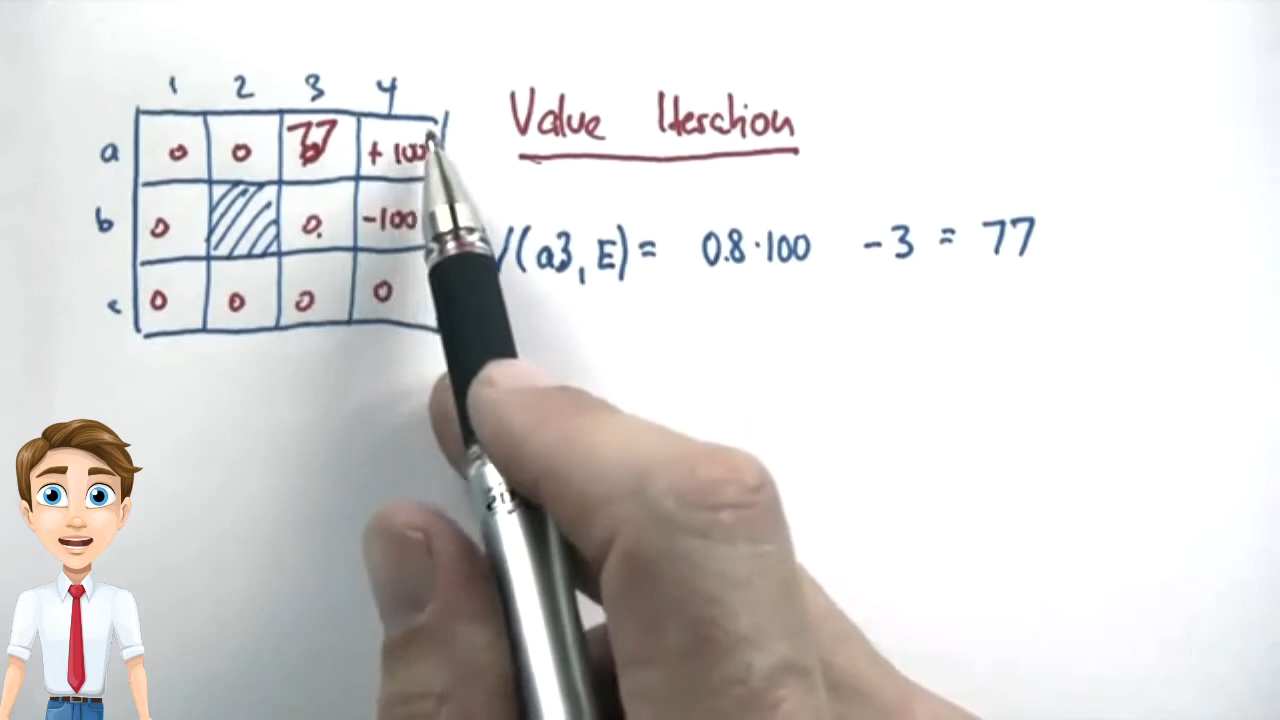 1 2 3 4
Value Iteration
a 0 0 77 +100
b 0 0 -100
V(a3, E) = 0.8·100 -3 = 77
c 0 0 0 0